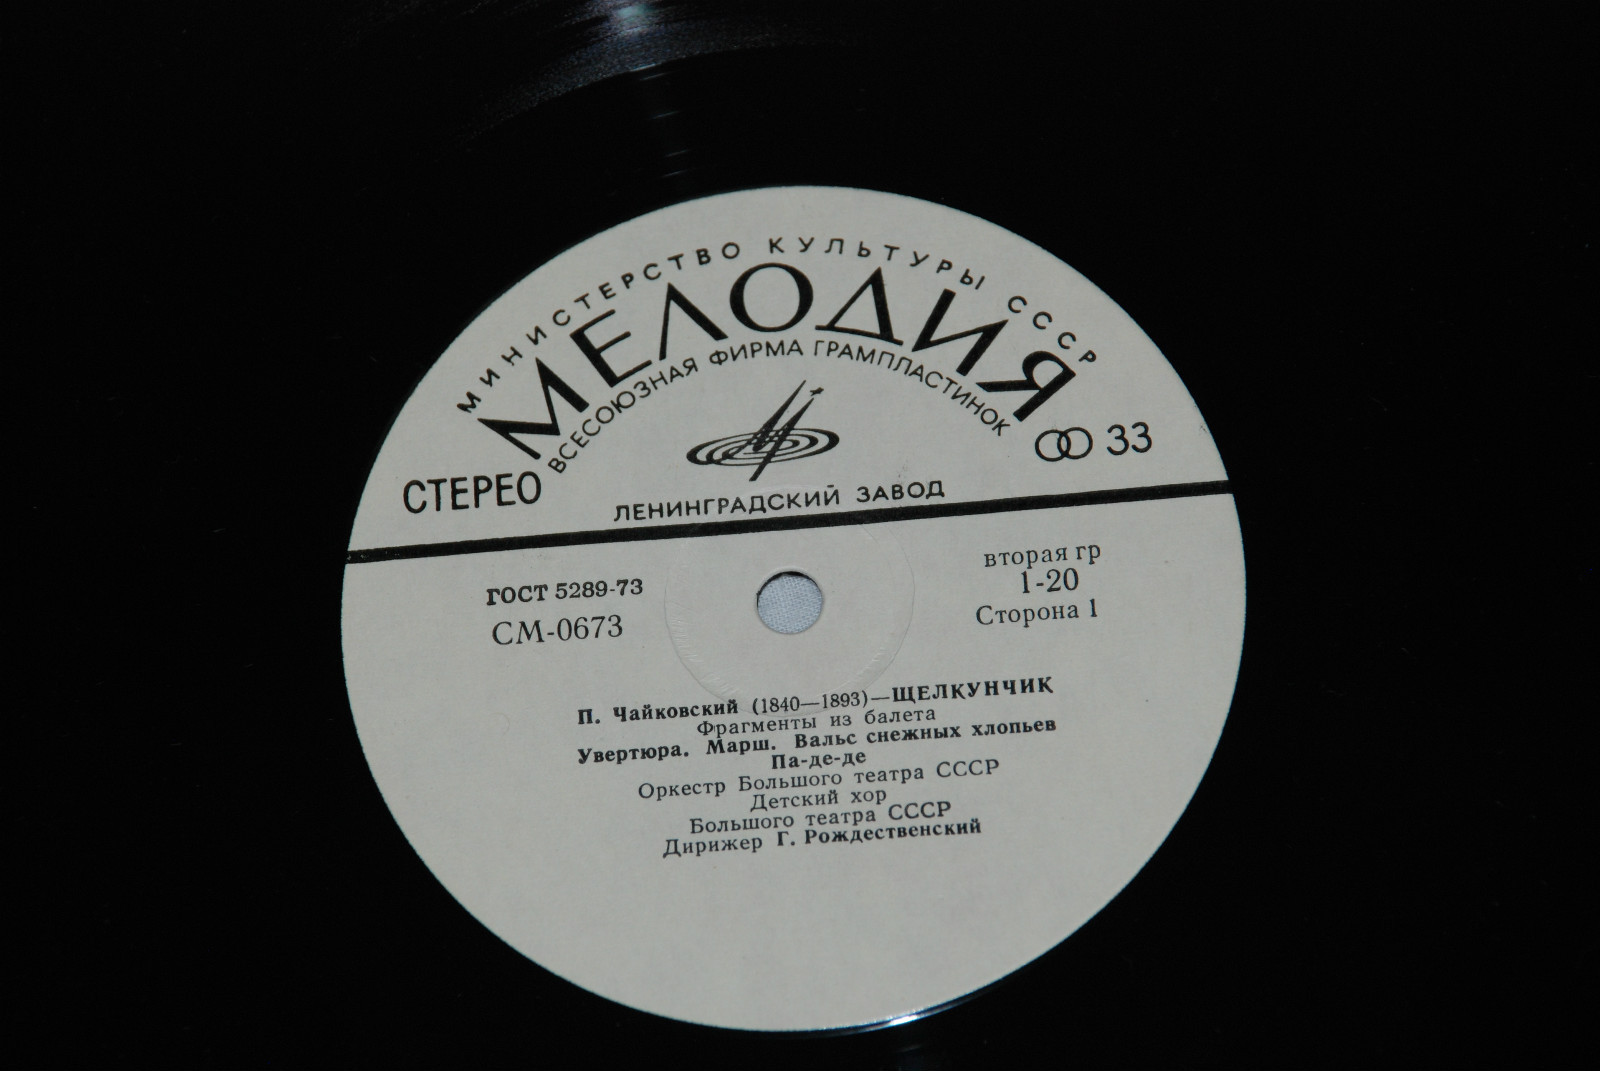 МИНИСТЕРСТВО КУЛЬТУРЫ СССР
МЕЛОДИЯ
ВСЕСОЮЗНАЯ ФИРМА ГРАМПЛАСТИНОК
СТЕРЕО
33
ЛЕНИНГРАДСКИЙ ЗАВОД
ГОСТ 5289-73
СМ-0673
вторая гр
1-20
Сторона 1
П. Чайковский (1840—1893)—ЩЕЛКУНЧИК
Фрагменты из балета
Увертюра. Марш. Вальс снежных хлопьев
Па-де-де
Оркестр Большого театра СССР
Детский хор
Большого театра СССР
Дирижер Г. Рождественский